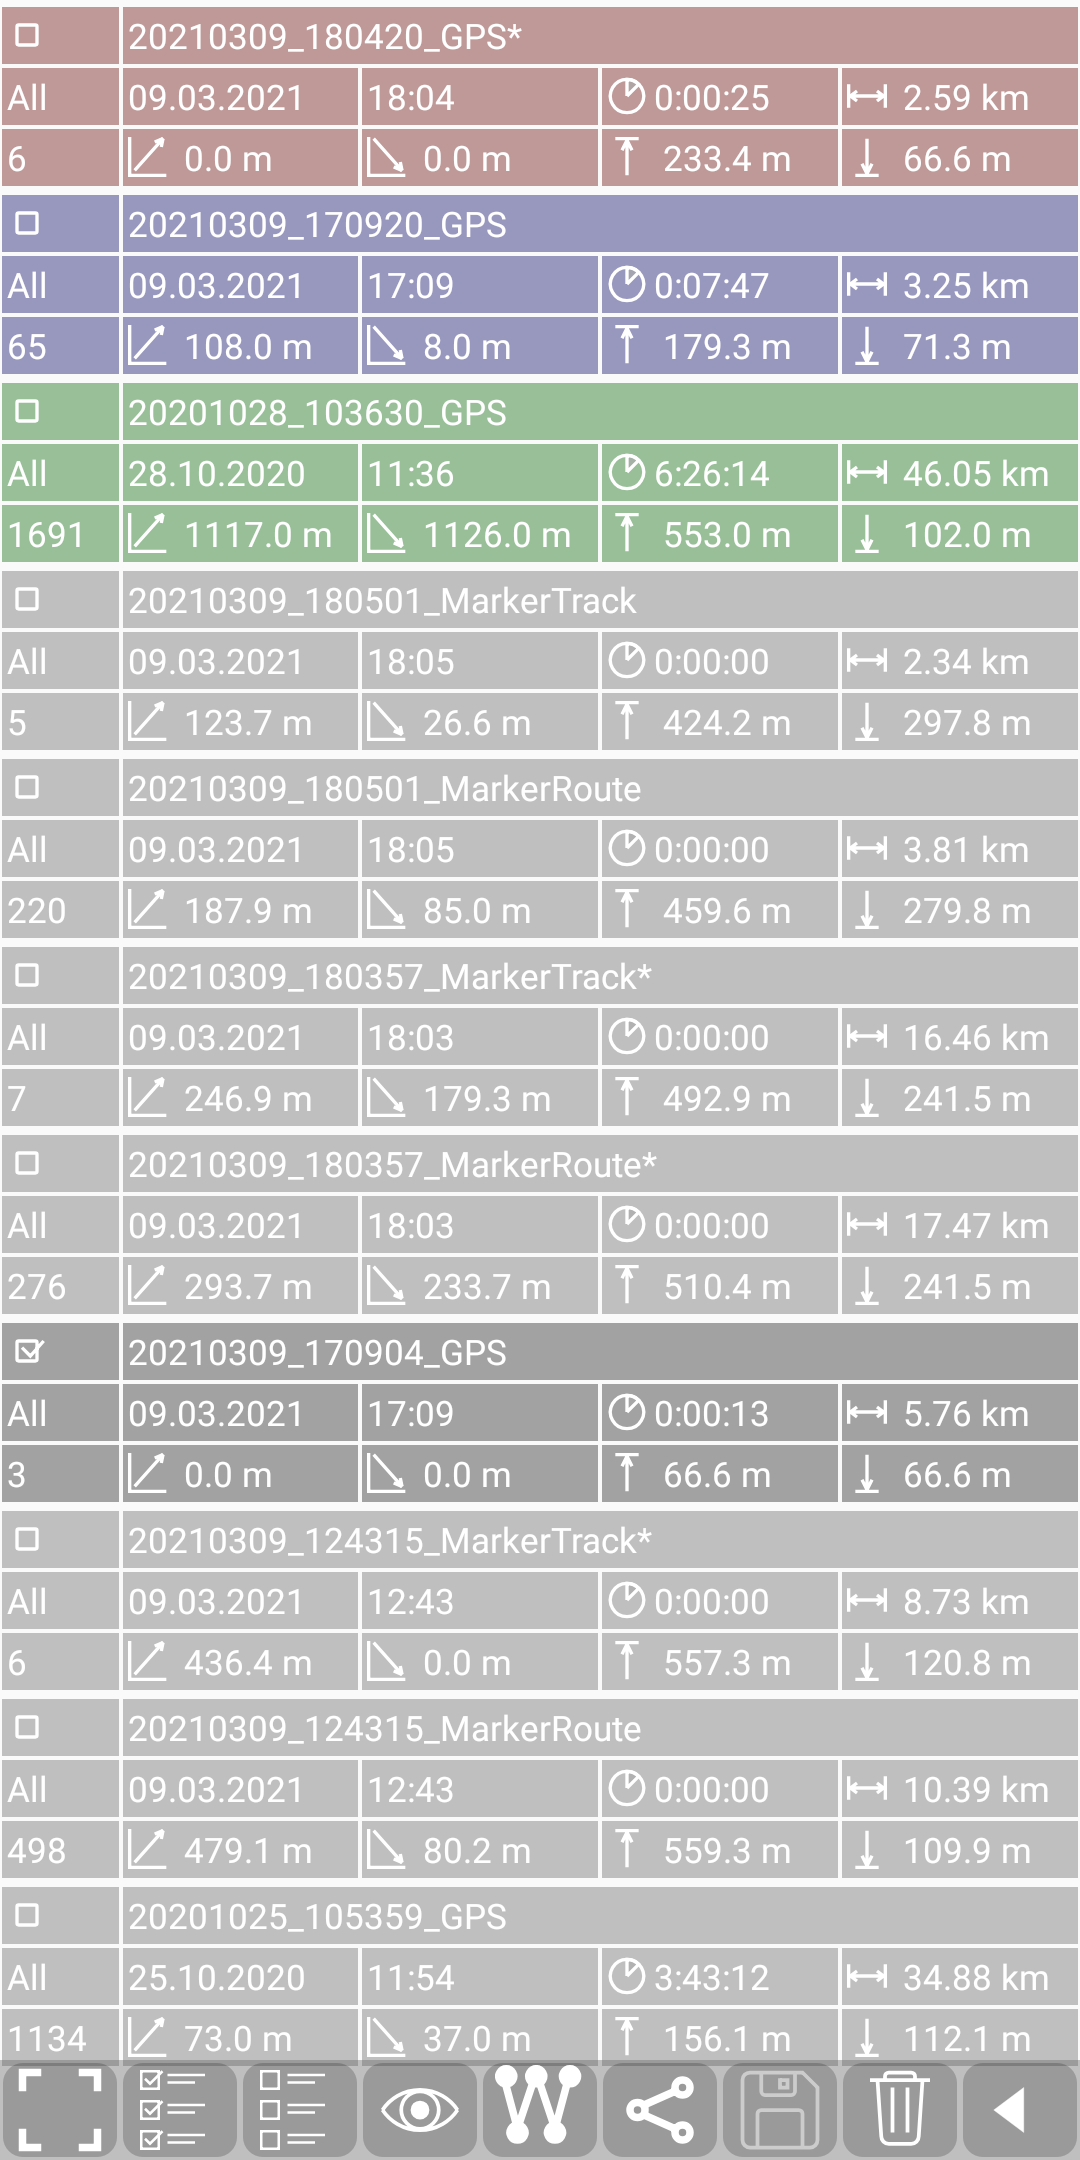 20210309_180420_GPS*
All 09.03.2021 18:04 0:00:25 2.59 km
6 0.0 m 0.0 m 233.4 m 66.6 m
20210309_170920_GPS
All 09.03.2021 17:09 0:07:47 3.25 km
65 108.0 m 8.0 m 179.3 m 71.3 m
20201028_103630_GPS
All 28.10.2020 11:36 6:26:14 46.05 km
1691 1117.0 m 1126.0 m 553.0 m 102.0 m
20210309_180501_MarkerTrack
All 09.03.2021 18:05 0:00:00 2.34 km
5 123.7 m 26.6 m 424.2 m 297.8 m
20210309_180501_MarkerRoute
All 09.03.2021 18:05 0:00:00 3.81 km
220 187.9 m 85.0 m 459.6 m 279.8 m
20210309_180357_MarkerTrack*
All 09.03.2021 18:03 0:00:00 16.46 km
7 246.9 m 179.3 m 492.9 m 241.5 m
20210309_180357_MarkerRoute*
All 09.03.2021 18:03 0:00:00 17.47 km
276 293.7 m 233.7 m 510.4 m 241.5 m
20210309_170904_GPS
All 09.03.2021 17:09 0:00:13 5.76 km
3 0.0 m 0.0 m 66.6 m 66.6 m
20210309_124315_MarkerTrack*
All 09.03.2021 12:43 0:00:00 8.73 km
6 436.4 m 0.0 m 557.3 m 120.8 m
20210309_124315_MarkerRoute
All 09.03.2021 12:43 0:00:00 10.39 km
498 479.1 m 80.2 m 559.3 m 109.9 m
20201025_105359_GPS
All 25.10.2020 11:54 3:43:12 34.88 km
1134 73.0 m 37.0 m 156.1 m 112.1 m